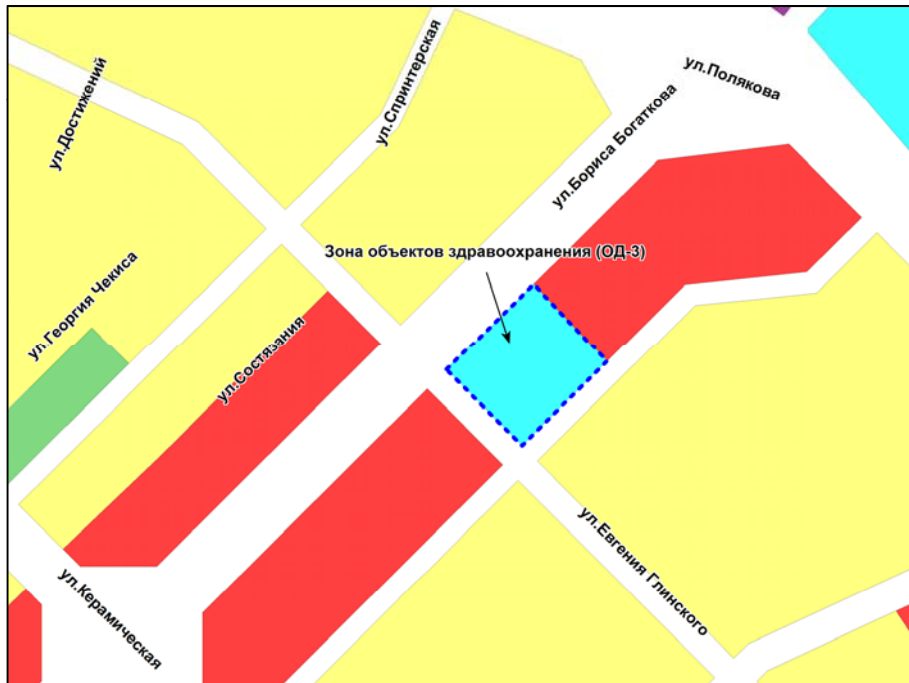 ул.Достижений
ул.Спринтерская
ул.Полякова
ул.Бориса Богаткова
Зона объектов здравоохранения (ОД-3)
ул.Георгия Чекиса
ул.Состязания
ул.Евгения Глинского
ул.Керамическая